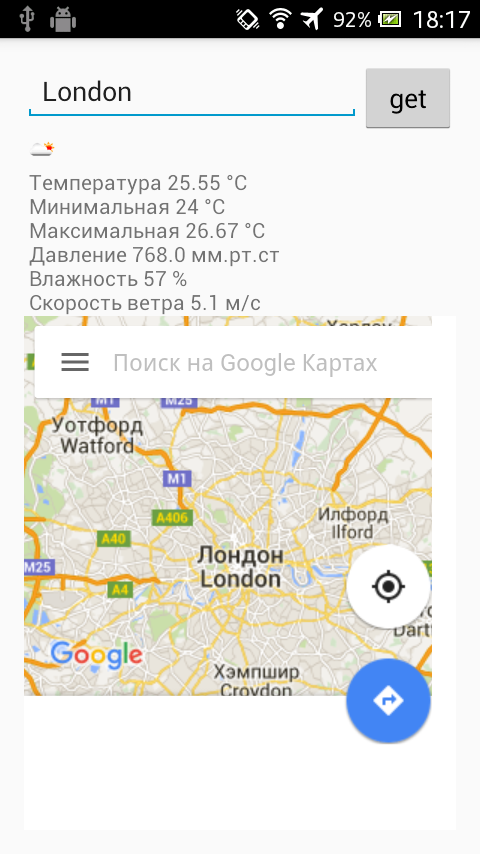 92% 18:17
London
get
Температура 25.55 °C
Минимальная 24 °C
Максимальная 26.67 °C
Давление 768.0 мм.рт.ст
Влажность 57 %
Скорость ветра 5.1 м/с
Поиск на Google Картах
M1 M25
Уотфорд
Watford
M1
A406
Илфорд
Ilford
A40
Лондон
London
M25
A4
Google
Хэмпшир
Croydon